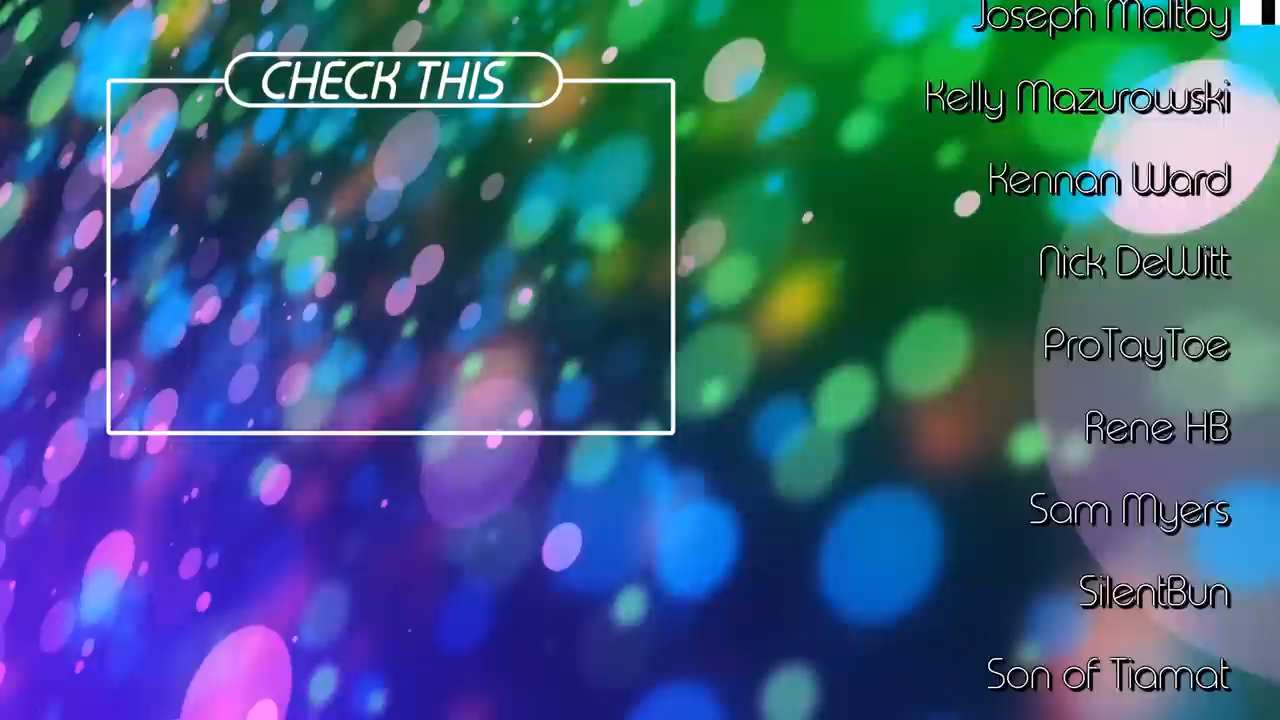 CHECK THIS
Joseph Maltby
Kelly Mazurowski
Kennan Ward
Nick DeWitt
ProTayToe
Rene HB
Sam Myers
SilentBun
Son of Tiamat